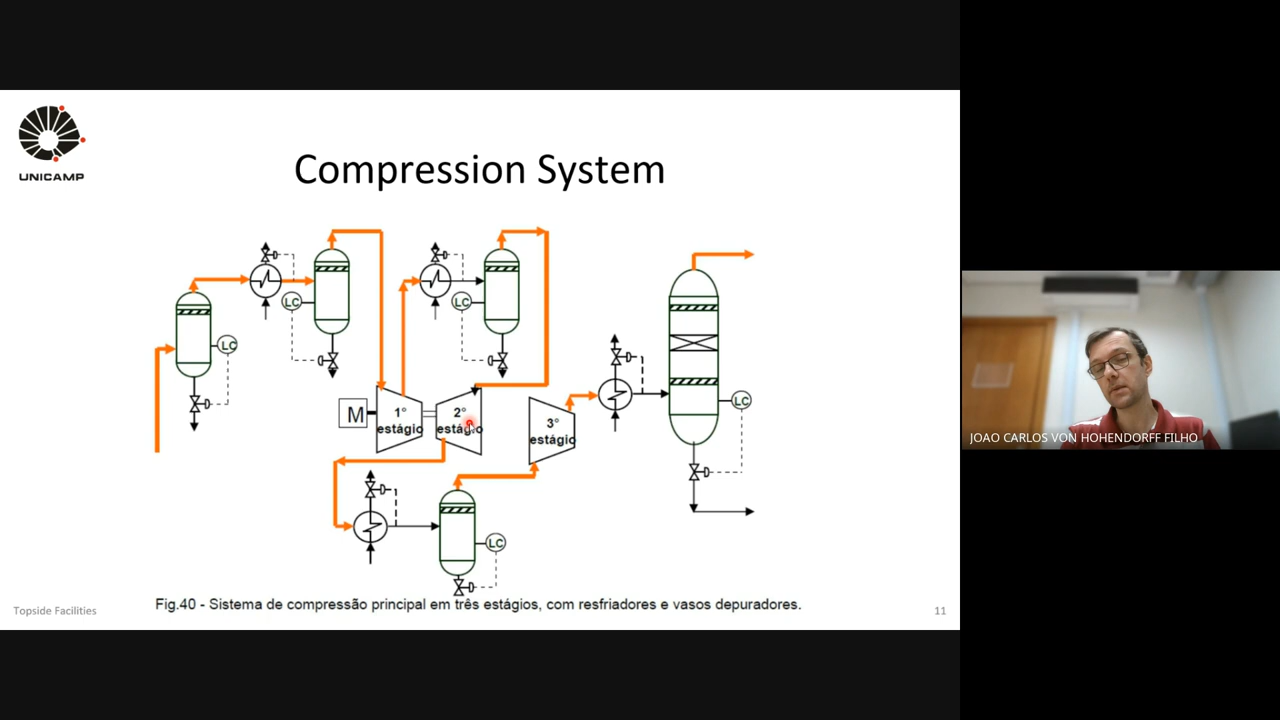 UNICAMP
Compression System
LC
LC
LC
M
1°
estágio
2°
estágio
3°
estágio
LC
LC
Fig.40 - Sistema de compressão principal em três estágios, com resfriadores e vasos depuradores.
Topside Facilities
11
JOAO CARLOS VON HOHENDORFF FILHO